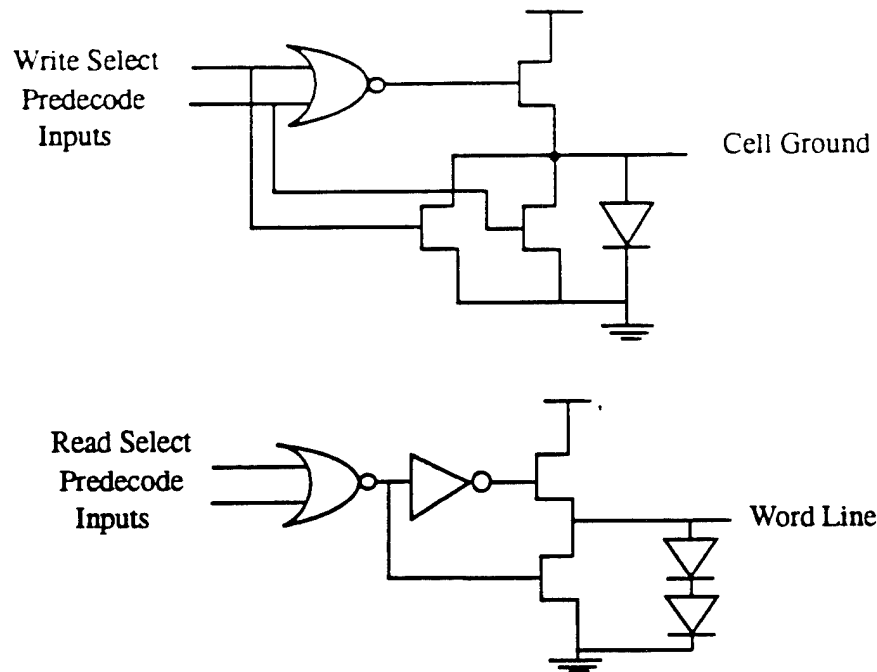 Write Select
Predecode
Inputs
Cell Ground
Read Select
Predecode
Inputs
Word Line